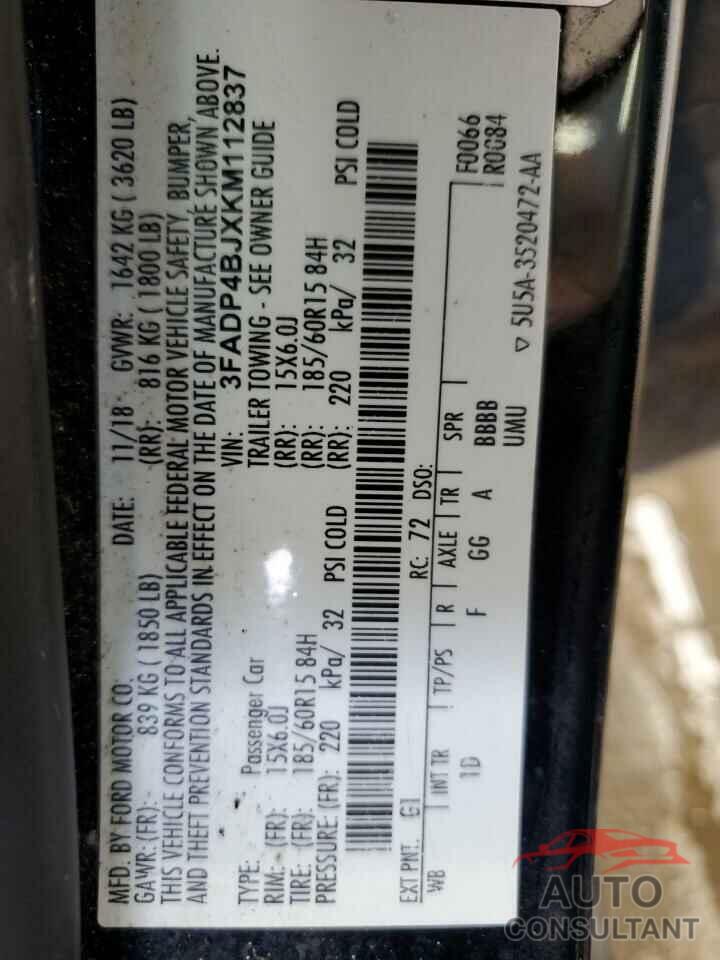 MFD. BY FORD MOTOR CO. DATE: 11/18 GVWR: 1642 KG ( 3620 LB)
GAWR: (FR): 839 KG ( 1850 LB) (RR): 816 KG ( 1800 LB)
THIS VEHICLE CONFORMS TO ALL APPLICABLE FEDERAL MOTOR VEHICLE SAFETY, BUMPER,
AND THEFT PREVENTION STANDARDS IN EFFECT ON THE DATE OF MANUFACTURE SHOWN ABOVE.
VIN: 3FADP4BJXKM112837
TYPE: Passenger Car TRAILER TOWING - SEE OWNER GUIDE
RIM: (FR): 15X6.0J (RR): 15X6.0J
TIRE: (FR): 185/60R15 84H (RR): 185/60R15 84H
PRESSURE: (FR): 220 kPa/ 32 PSI COLD (RR): 220 kPa/ 32 PSI COLD
EXT PNT: G1 RC: 72 DSO: F0066
R0084
WB INT TR TP/PS R AXLE TR SPR
1D F GG A BBBB
UMU
▽ 5U5A-3520472-AA
AUTO
CONSULTANT